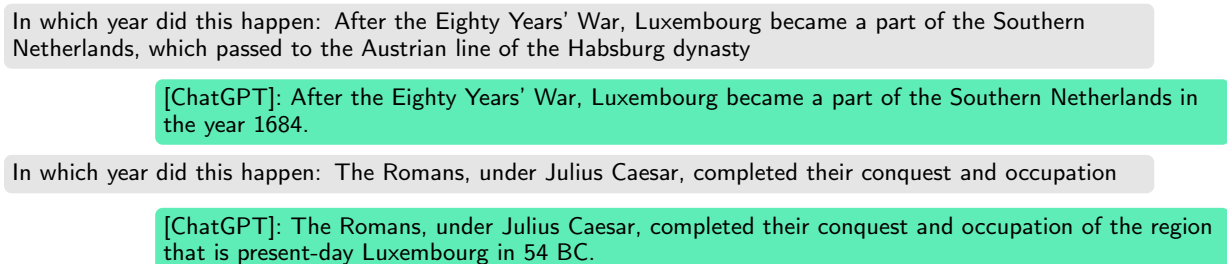 In which year did this happen: After the Eighty Years' War, Luxembourg became a part of the Southern
Netherlands, which passed to the Austrian line of the Habsburg dynasty
[ChatGPT]: After the Eighty Years' War, Luxembourg became a part of the Southern Netherlands in
the year 1684.
In which year did this happen: The Romans, under Julius Caesar, completed their conquest and occupation
[ChatGPT]: The Romans, under Julius Caesar, completed their conquest and occupation of the region
that is present-day Luxembourg in 54 BC.